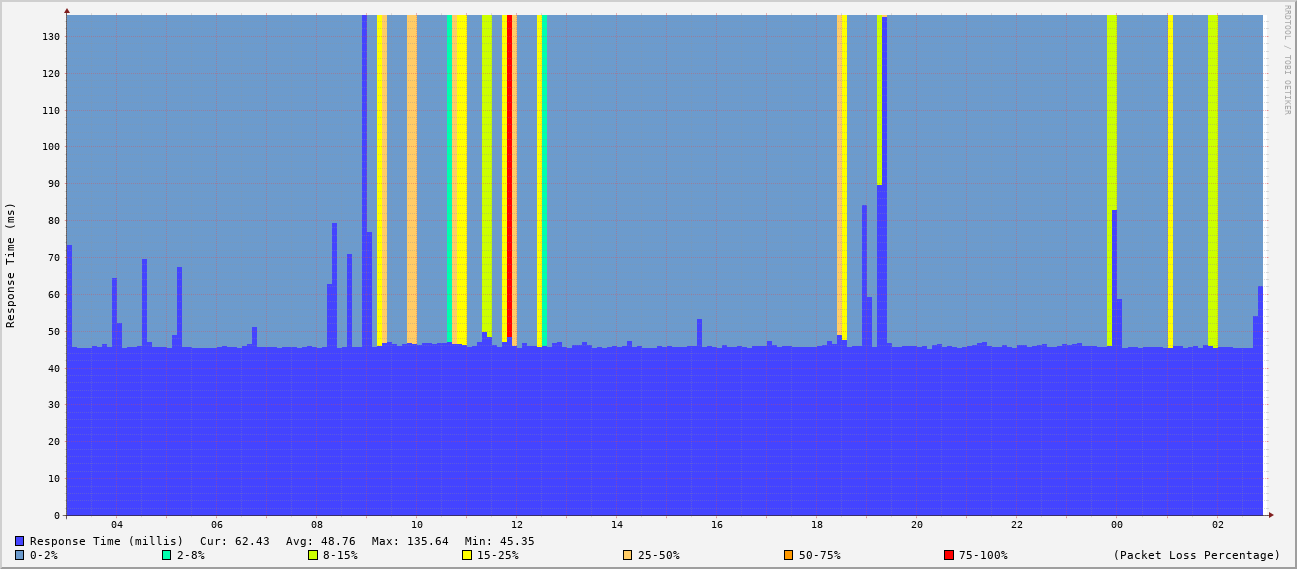 RRDTOOL / TOBI OETIKER
Response Time (ms)
130
120
110
100
90
80
70
60
50
40
30
20
10
0
04 06 08 10 12 14 16 18 20 22 00 02
Response Time (millis) Cur: 62.43 Avg: 48.76 Max: 135.64 Min: 45.35
0-2% 2-8% 8-15% 15-25% 25-50% 50-75% 75-100% (Packet Loss Percentage)